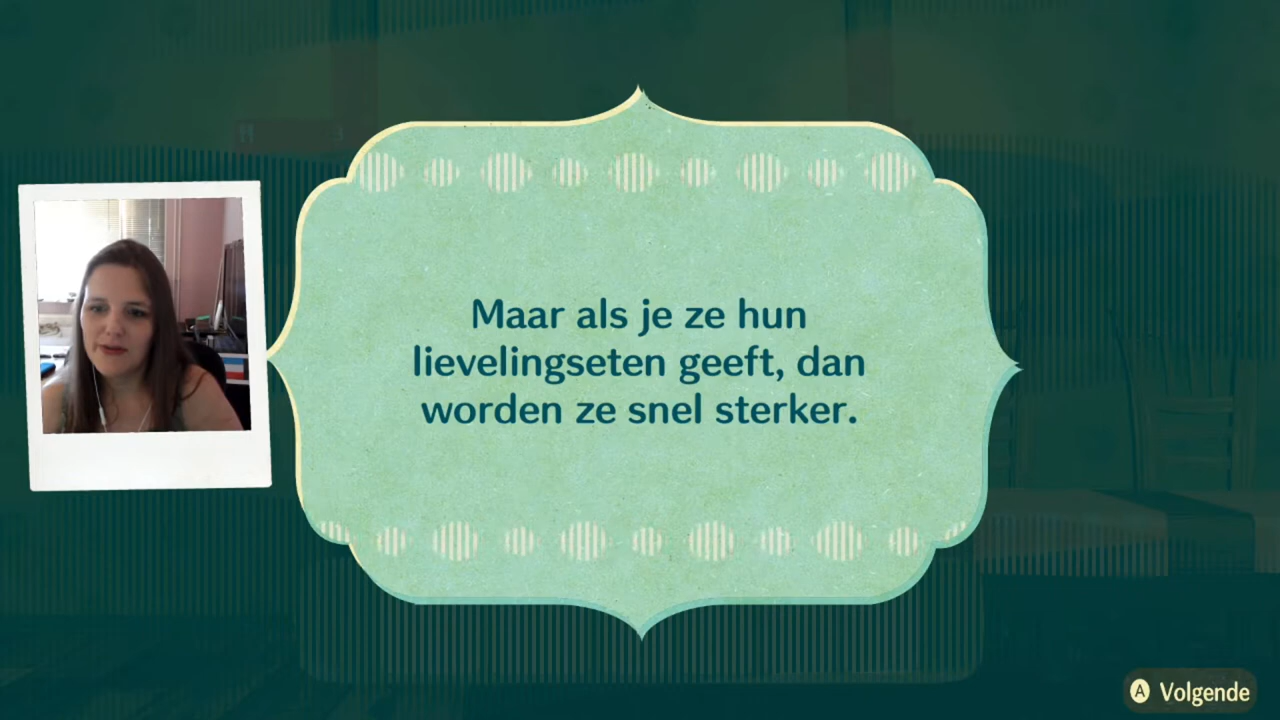 Maar als je ze hun
lievelingseten geeft, dan
worden ze snel sterker.
A Volgende